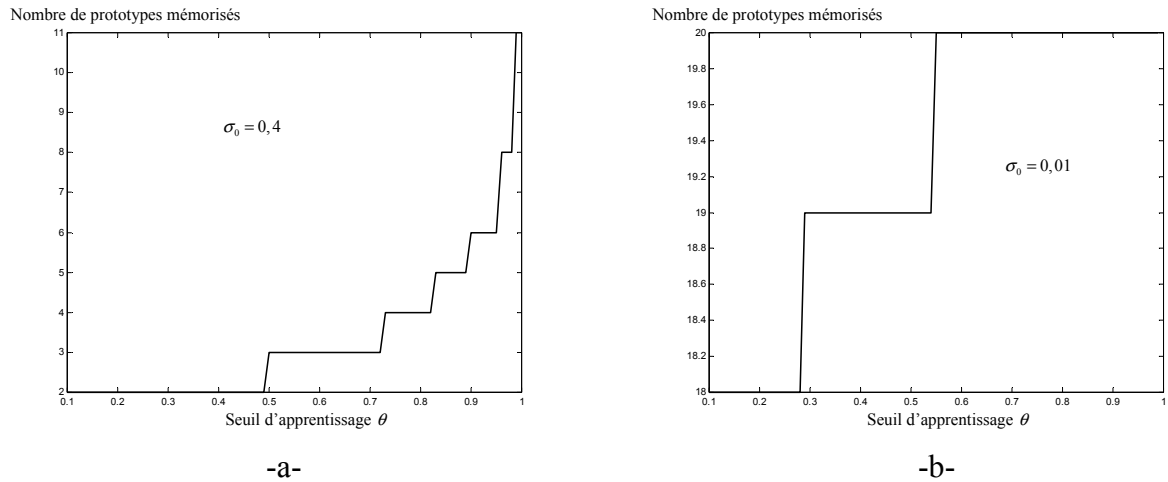 Nombre de prototypes mémorisés
11
10
8
7
6
5
4
3
2
σ₀ = 0,4
0.1 0.2 0.3 0.4 0.5 0.6 0.7 0.8 0.9 1
Seuil d'apprentissage θ
-a-
Nombre de prototypes mémorisés
20
19.8
19.6
19.4
19.2
19
18.8
18.6
18.4
18.2
18
σ₀ = 0,01
0.1 0.2 0.3 0.4 0.5 0.6 0.7 0.8 0.9 1
Seuil d'apprentissage θ
-b-